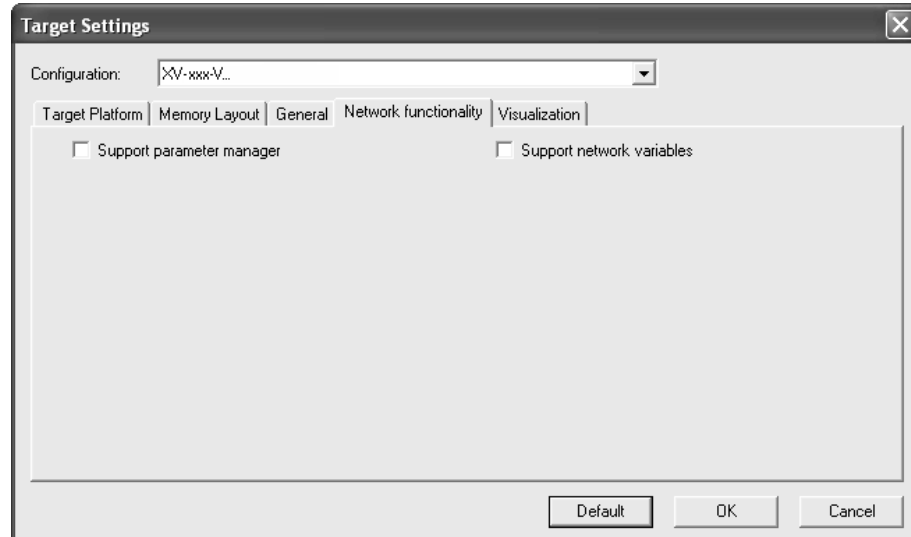 Target Settings
Configuration: XV-xxx-V...
Target Platform Memory Layout General Network functionality Visualization
Support parameter manager Support network variables
Default OK Cancel